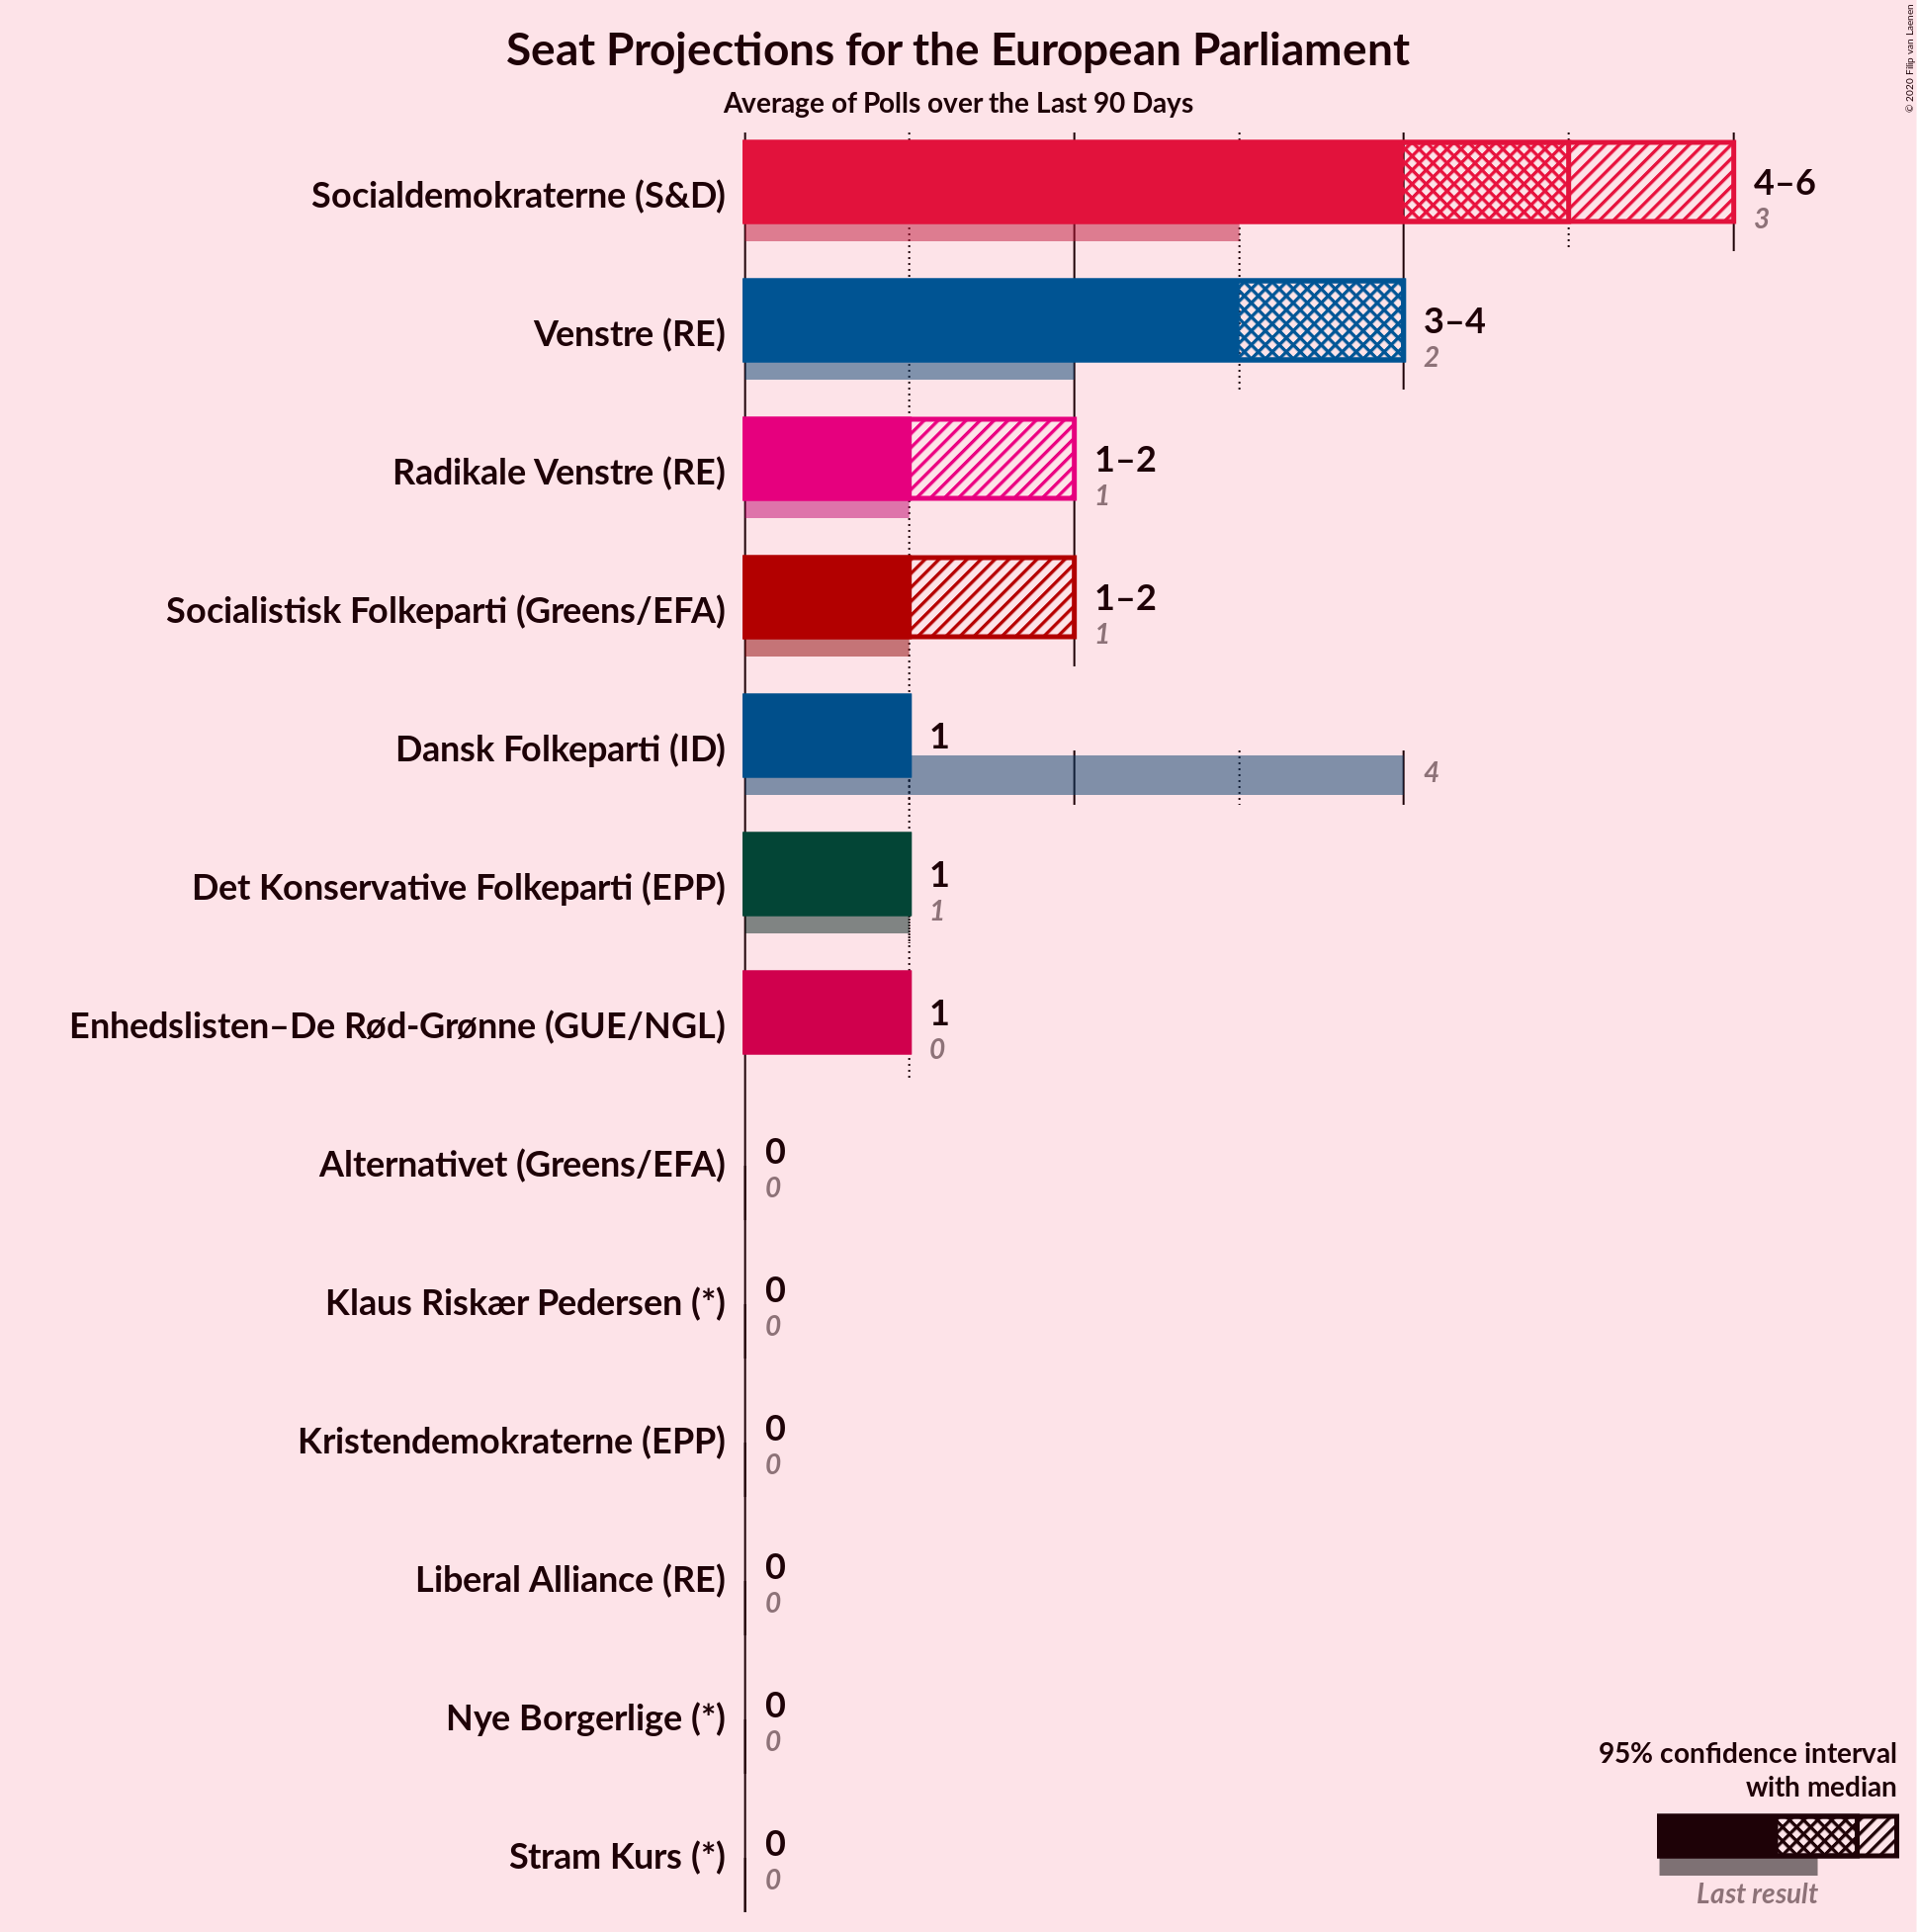 Seat Projections for the European Parliament
Average of Polls over the Last 90 Days
© 2020 Filip van Laenen
Socialdemokraterne (S&D)
4–6
3
Venstre (RE)
3–4
2
Radikale Venstre (RE)
1–2
1
Socialistisk Folkeparti (Greens/EFA)
1–2
1
Dansk Folkeparti (ID)
1
4
Det Konservative Folkeparti (EPP)
1
1
Enhedslisten–De Rød-Grønne (GUE/NGL)
1
0
Alternativet (Greens/EFA)
0
0
Klaus Riskær Pedersen (*)
0
0
Kristendemokraterne (EPP)
0
0
Liberal Alliance (RE)
0
0
Nye Borgerlige (*)
0
0
Stram Kurs (*)
0
0
95% confidence interval
with median
Last result